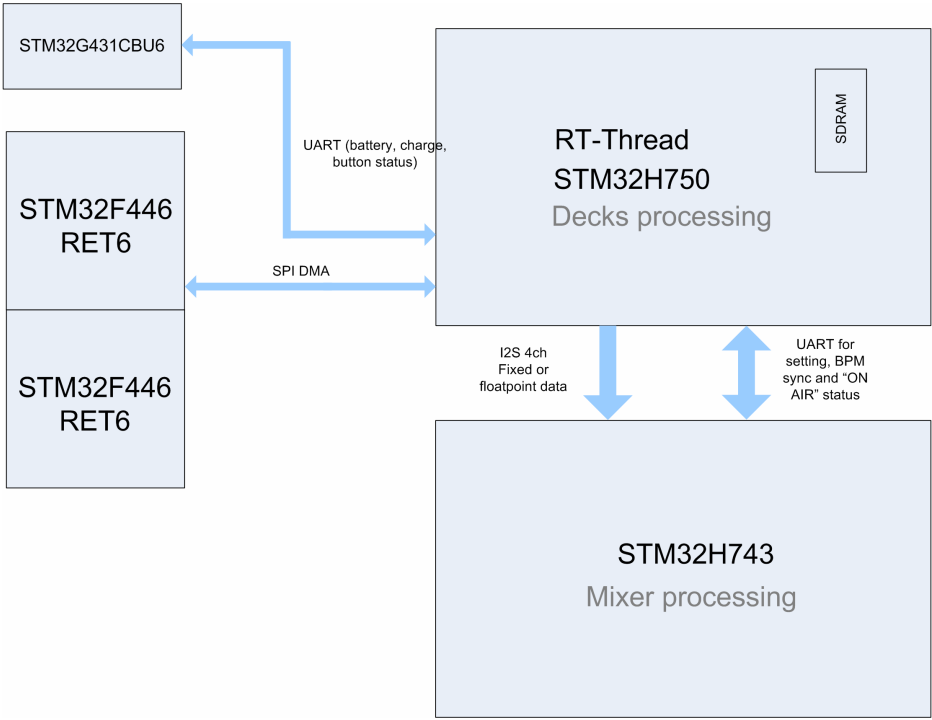 STM32G431CBU6
UART (battery, charge,
button status)
RT-Thread
STM32H750
Decks processing
SDRAM
STM32F446
RET6
SPI DMA
STM32F446
RET6
I2S 4ch
Fixed or
floatpoint data
UART for
setting, BPM
sync and “ON
AIR” status
STM32H743
Mixer processing